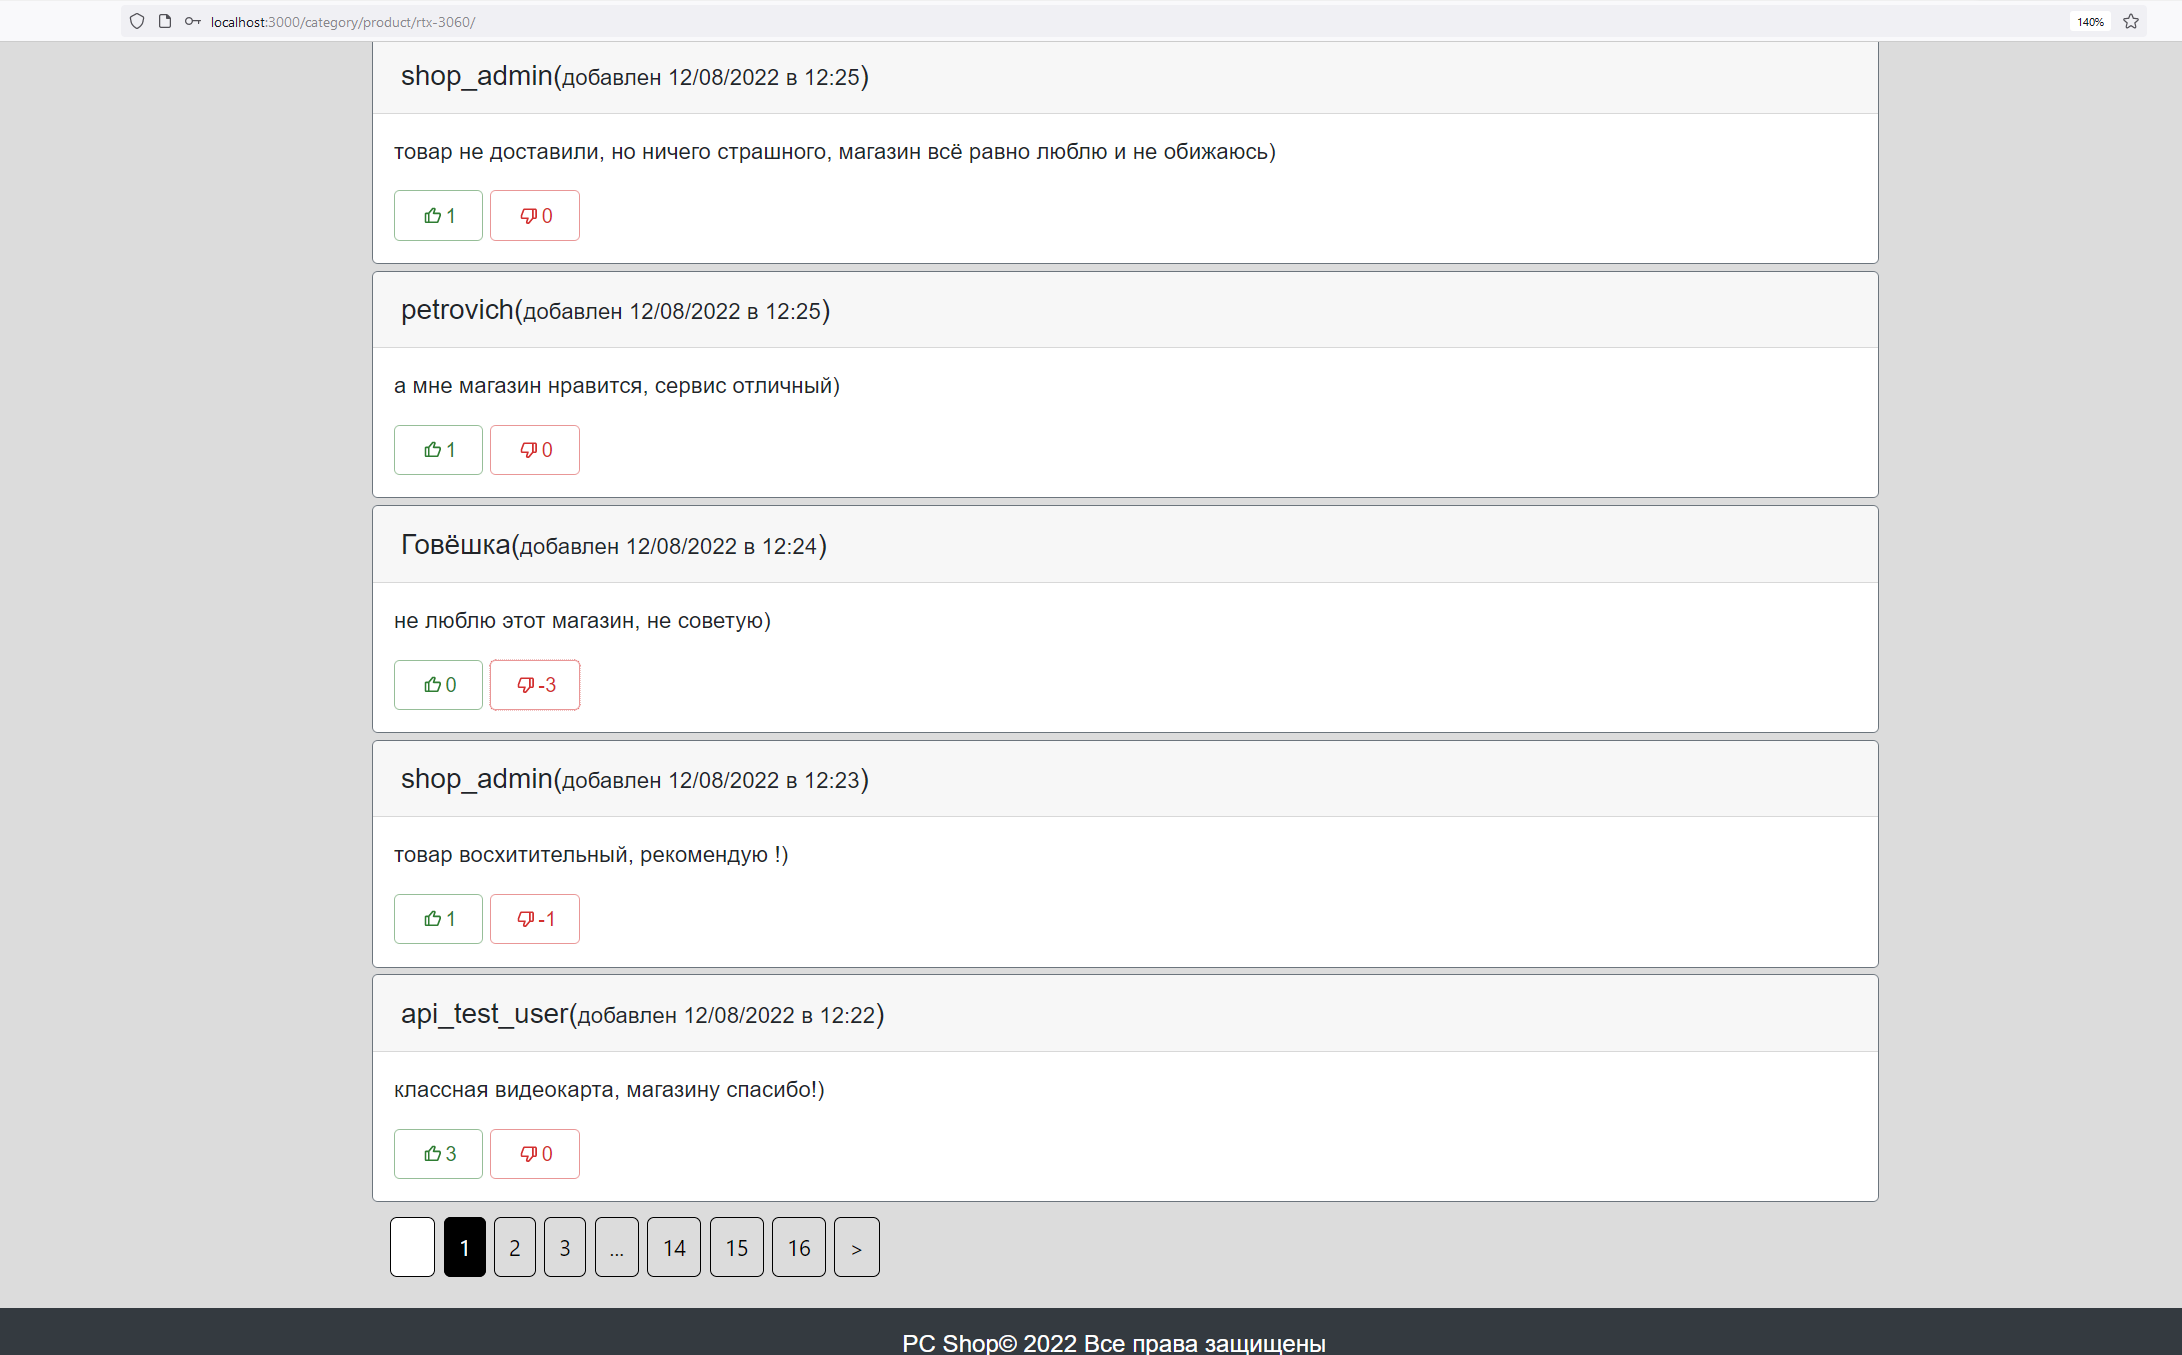 localhost:3000/category/product/rtx-3060/
140%
shop_admin(добавлен 12/08/2022 в 12:25)
товар не доставили, но ничего страшного, магазин всё равно люблю и не обижаюсь)
1 0
petrovich(добавлен 12/08/2022 в 12:25)
а мне магазин нравится, сервис отличный)
1 0
Говёшка(добавлен 12/08/2022 в 12:24)
не люблю этот магазин, не советую)
0 -3
shop_admin(добавлен 12/08/2022 в 12:23)
товар восхитительный, рекомендую !)
1 -1
api_test_user(добавлен 12/08/2022 в 12:22)
классная видеокарта, магазину спасибо!)
3 0
1 2 3 ... 14 15 16 >
PC Shop© 2022 Все права защищены